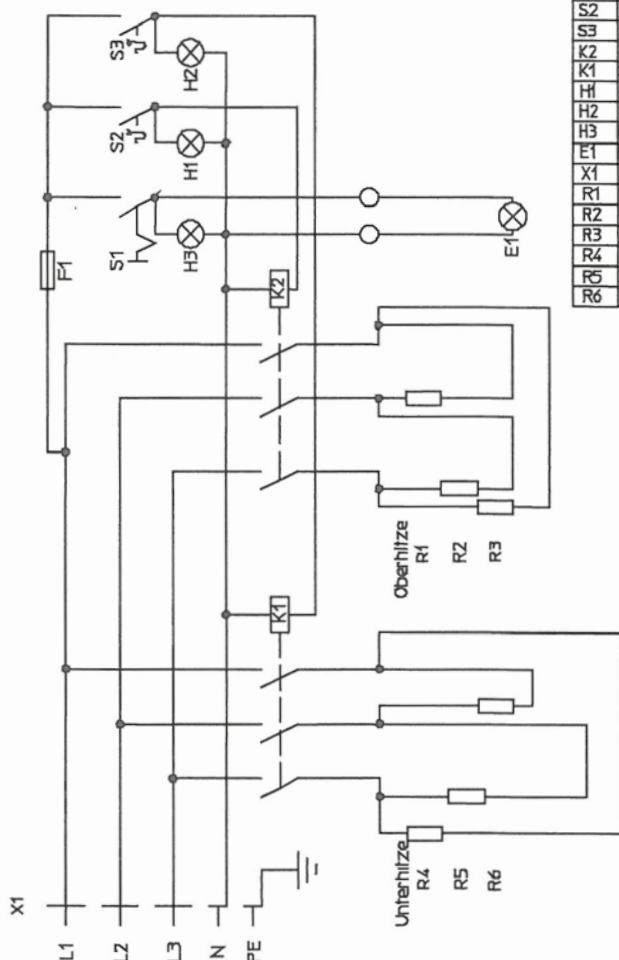 X1
L1
L2
L3
N
PE
F1
S1
S2
S3
H3
H1
H2
K2
K1
E1
Oberhitze
R1
R2
R3
Unterhitze
R4
R5
R6
S2
S3
K2
K1
H1
H2
H3
E1
X1
R1
R2
R3
R4
R5
R6